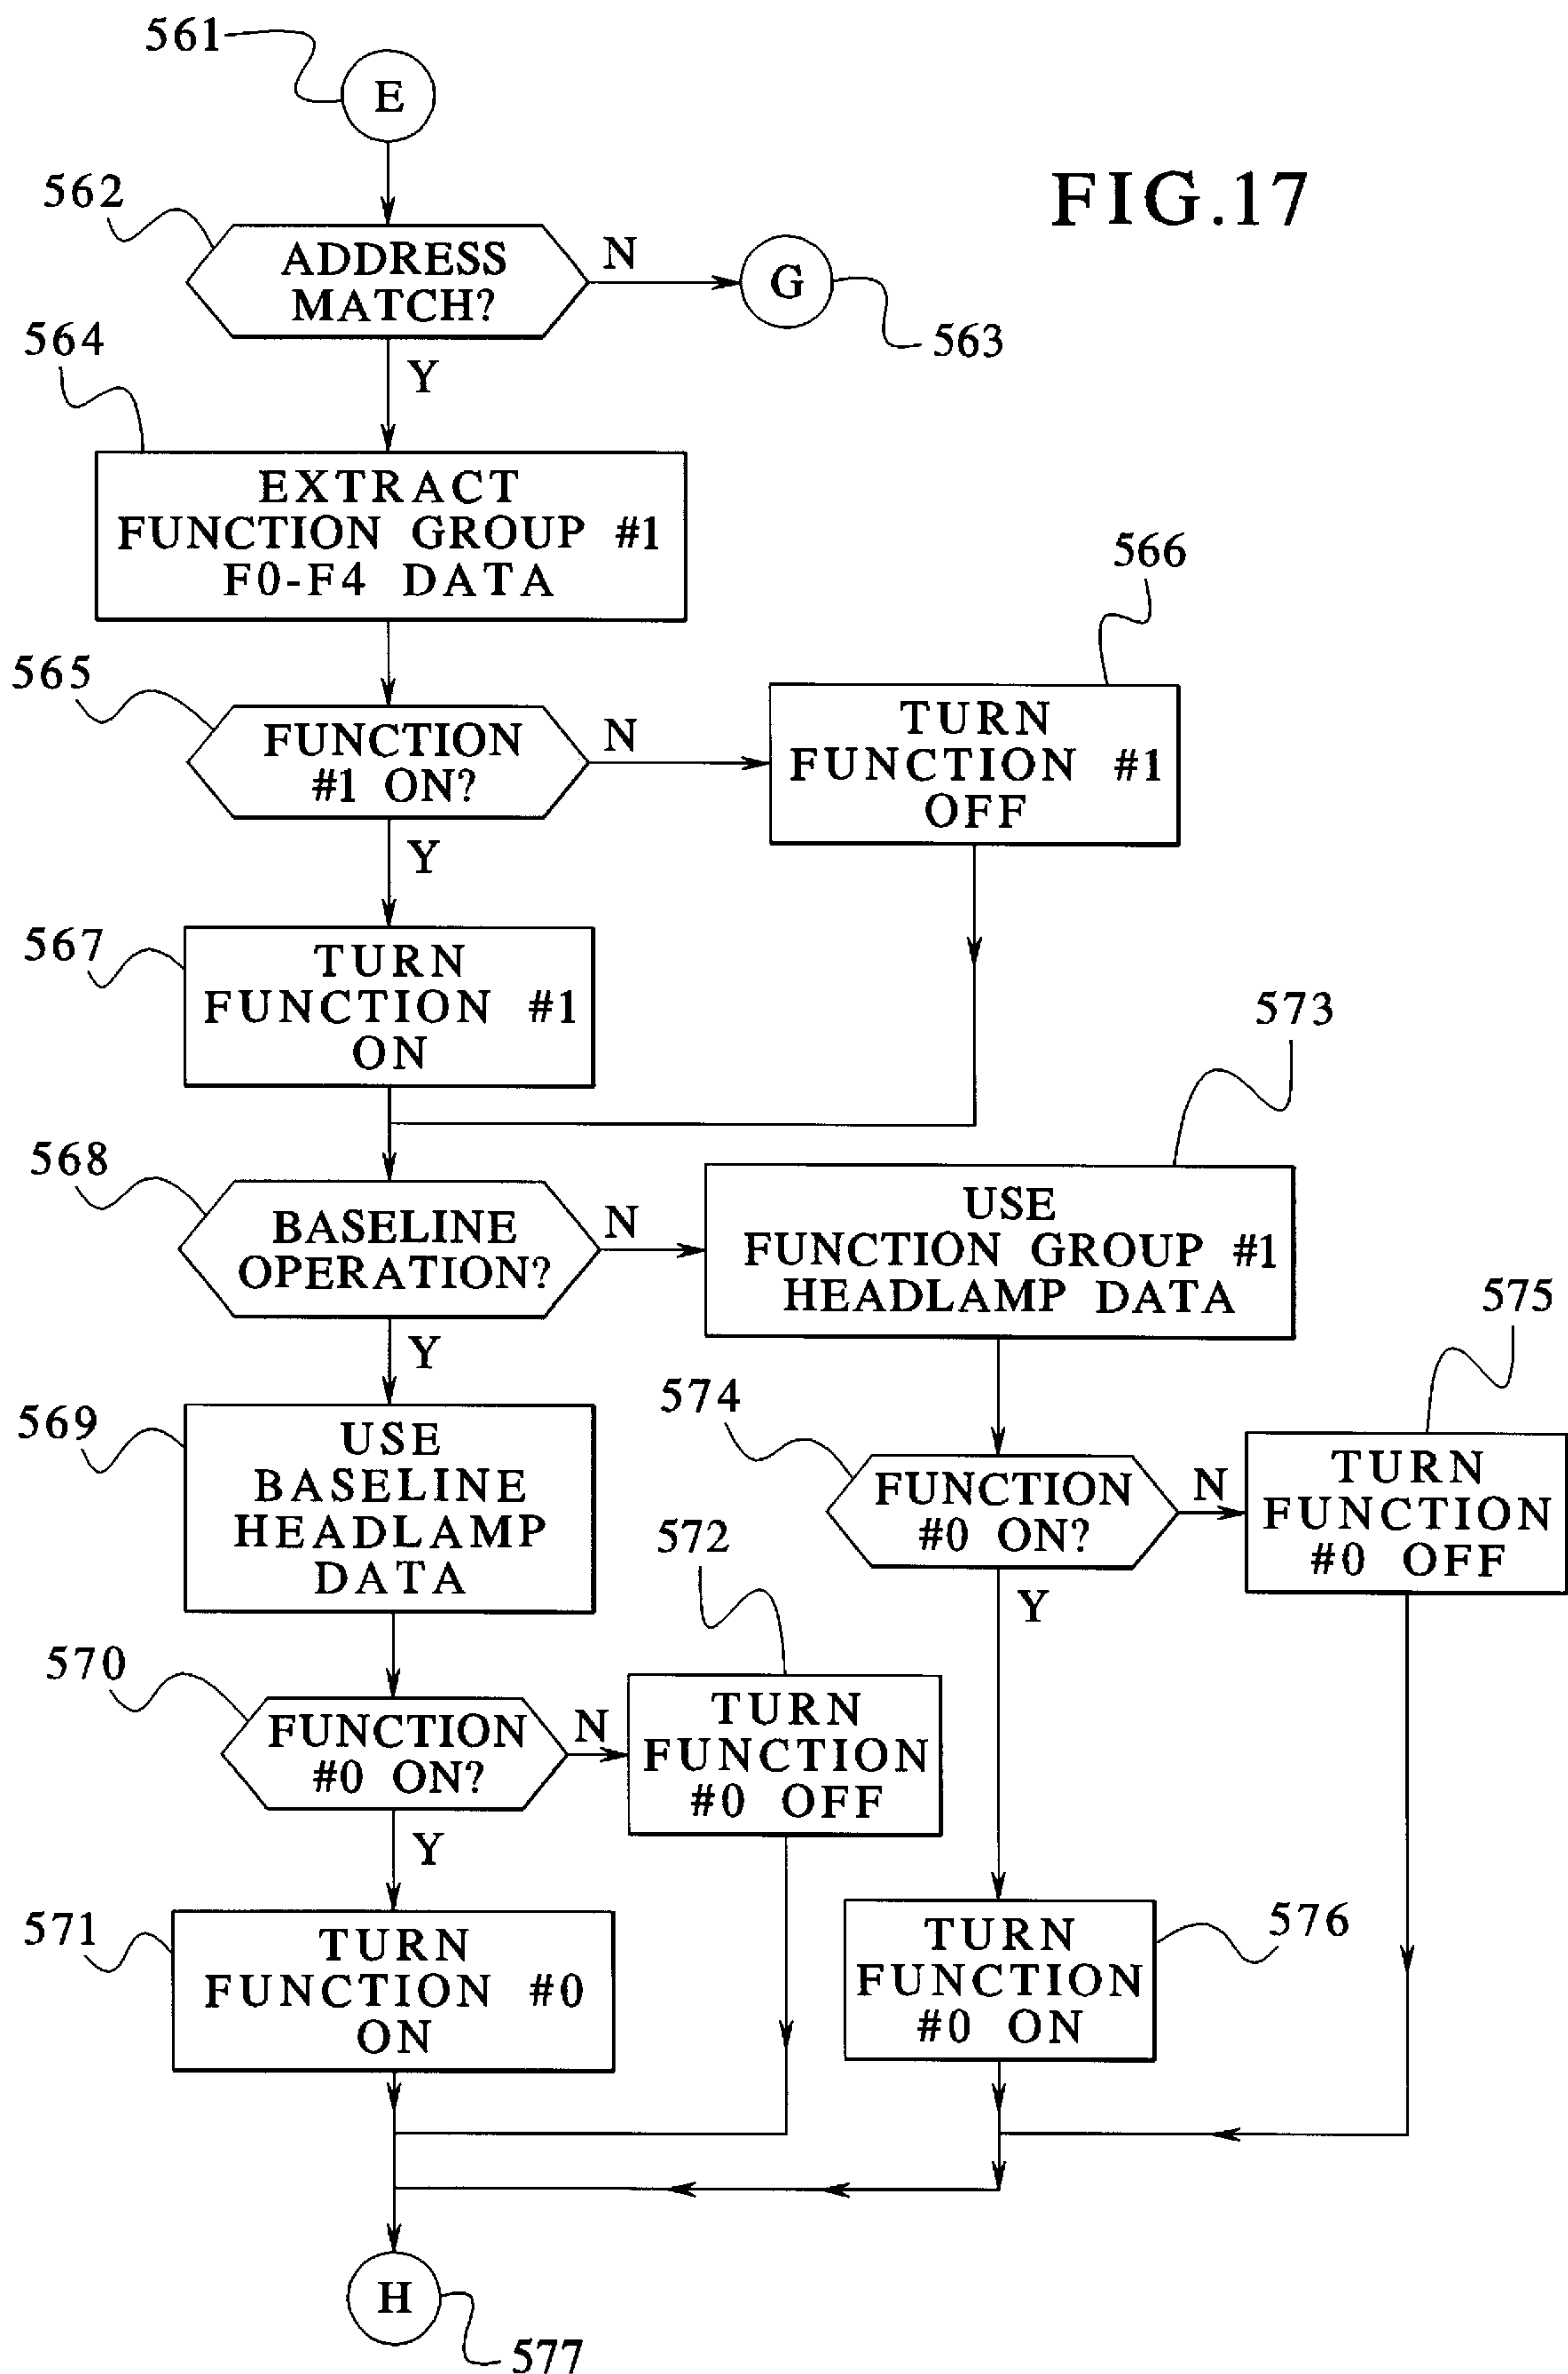 561
E
FIG.17
562
ADDRESS
MATCH?
N
G
563
Y
564
EXTRACT
FUNCTION GROUP #1
F0-F4 DATA
565
FUNCTION
#1 ON?
N
566
TURN
FUNCTION #1
OFF
Y
567
TURN
FUNCTION #1
ON
568
BASELINE
OPERATION?
N
573
USE
FUNCTION GROUP #1
HEADLAMP DATA
Y
569
USE
BASELINE
HEADLAMP
DATA
574
FUNCTION
#0 ON?
N
575
TURN
FUNCTION
#0 OFF
Y
570
FUNCTION
#0 ON?
N
572
TURN
FUNCTION
#0 OFF
Y
571
TURN
FUNCTION #0
ON
576
TURN
FUNCTION
#0 ON
H
577